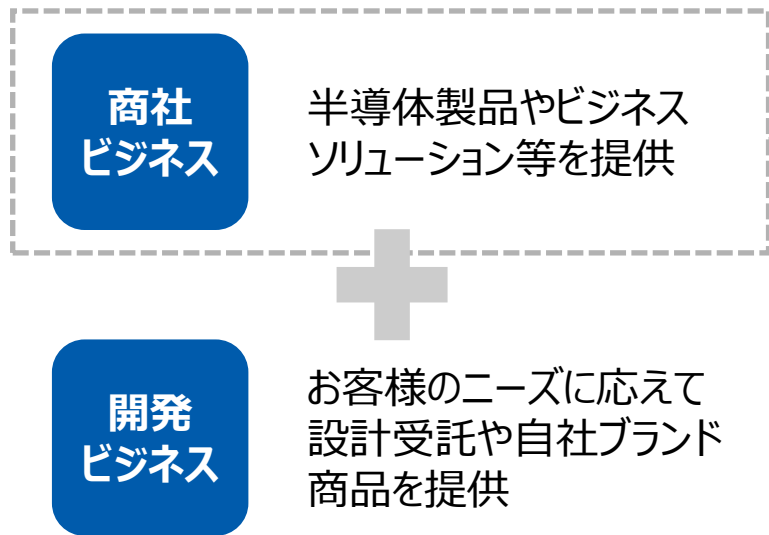 商社
ビジネス
半導体製品やビジネス
ソリューション等を提供
開発
ビジネス
お客様のニーズに応えて
設計受託や自社ブランド
商品を提供